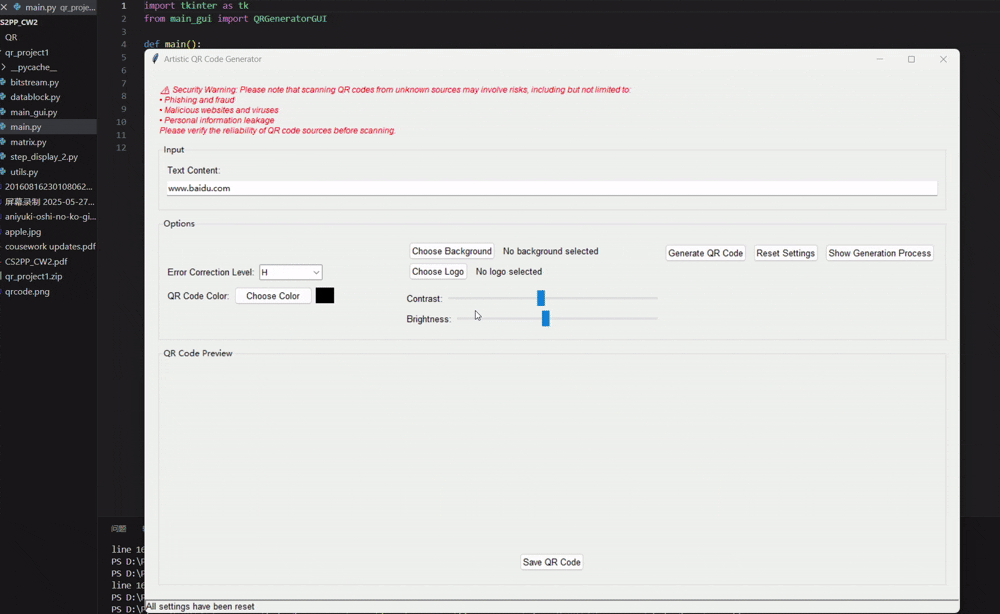 main.py qr_proje...
S2PP_CW2
QR
qr_project1
__pycache__
bitstream.py
datablock.py
main_gui.py
main.py
matrix.py
step_display_2.py
utils.py
20160816230108062...
屏幕录制 2025-05-27...
aniyuki-oshi-no-ko-gi...
apple.jpg
cousework updates.pdf
CS2PP_CW2.pdf
qr_project1.zip
qrcode.png
1 import tkinter as tk
2 from main_gui import QRGeneratorGUI
3
4 def main():
5
6
7
8
9
10
11
12
Artistic QR Code Generator
⚠ Security Warning: Please note that scanning QR codes from unknown sources may involve risks, including but not limited to:
• Phishing and fraud
• Malicious websites and viruses
• Personal information leakage
Please verify the reliability of QR code sources before scanning.
Input
Text Content:
www.baidu.com
Options
Choose Background No background selected Generate QR Code Reset Settings Show Generation Process
Error Correction Level: H Choose Logo No logo selected
QR Code Color: Choose Color Contrast:
Brightness:
QR Code Preview
Save QR Code
All settings have been reset
问题
line 16
PS D:\P
PS D:\P
line 16
PS D:\P
PS D:\P